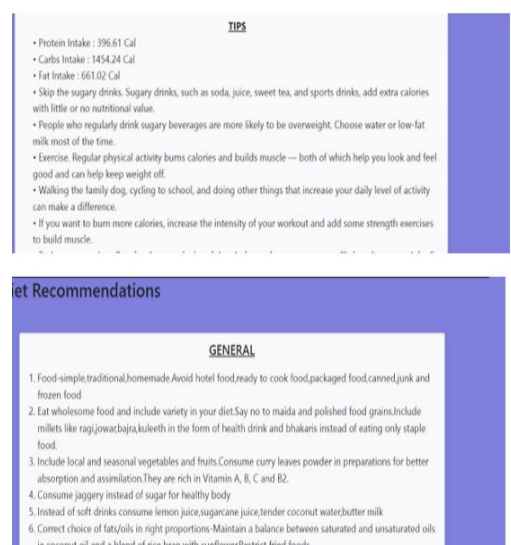 TIPS
• Protein Intake : 396.61 Cal
• Carbs Intake : 1454.24 Cal
• Fat Intake : 661.02 Cal
• Skip the sugary drinks. Sugary drinks, such as soda, juice, sweet tea, and sports drinks, add extra calories
with little or no nutritional value.
• People who regularly drink sugary beverages are more likely to be overweight. Choose water or low-fat
milk most of the time.
• Exercise. Regular physical activity burns calories and builds muscle — both of which help you look and feel
good and can help keep weight off.
• Walking the family dog, cycling to school, and doing other things that increase your daily level of activity
can make a difference.
• If you want to burn more calories, increase the intensity of your workout and add some strength exercises
to build muscle.
iet Recommendations
GENERAL
1. Food-simple,traditional,homemade.Avoid hotel food,ready to cook food,packaged food,canned,junk and
frozen food
2. Eat wholesome food and include variety in your diet.Say no to maida and polished food grains.Include
millets like ragi,jowar,bajra,kuleeth in the form of health drink and bhakaris instead of eating only staple
food.
3. Include local and seasonal vegetables and fruits.Consume curry leaves powder in preparations for better
absorption and assimilation.They are rich in Vitamin A, B, C and B2.
4. Consume jaggery instead of sugar for healthy body
5. Instead of soft drinks consume lemon juice,sugarcane juice,tender coconut water,butter milk
6. Correct choice of fats/oils in right proportions-Maintain a balance between saturated and unsaturated oils
in coconut oil and a blend of rice bran with sunflower.Restrict fried foods